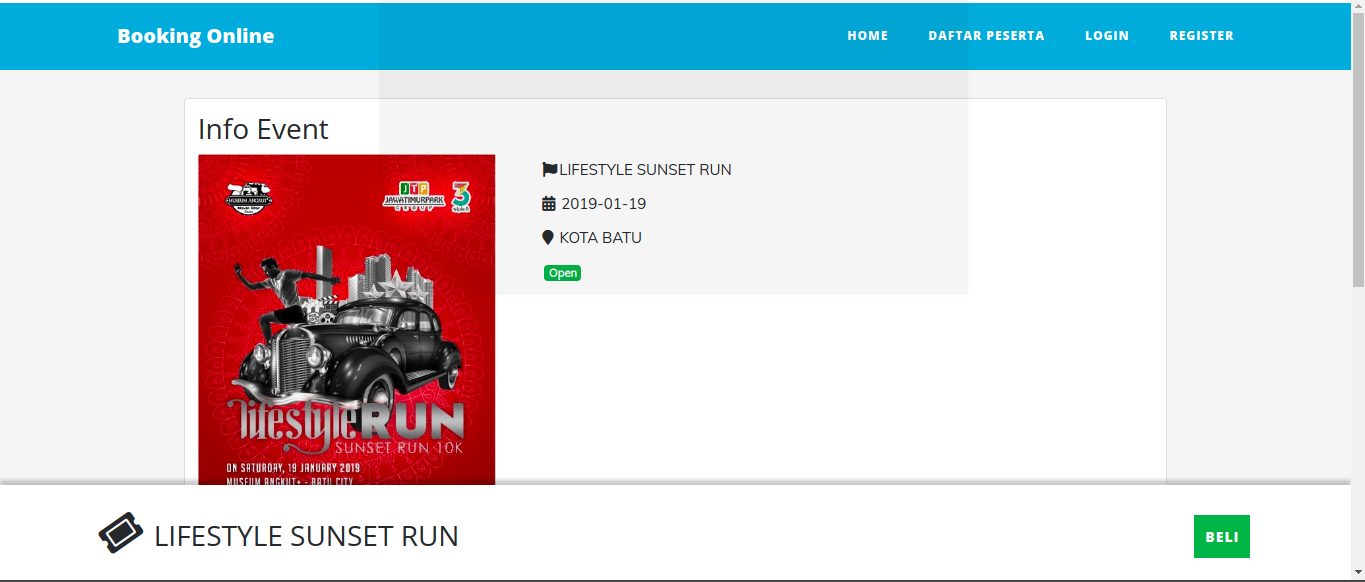 Booking Online
HOME
DAFTAR PESERTA
LOGIN
REGISTER
Info Event
MUSEUM ANGKUT+
JTP
JAWATIMURPARK
GROUP
3
LIFESTYLE SUNSET RUN
2019-01-19
KOTA BATU
Open
lifestyle RUN
SUNSET RUN 10K
ON SATURDAY, 19 JANUARY 2019
MUSEUM ANGKUT+ - BATU CITY
LIFESTYLE SUNSET RUN
BELI